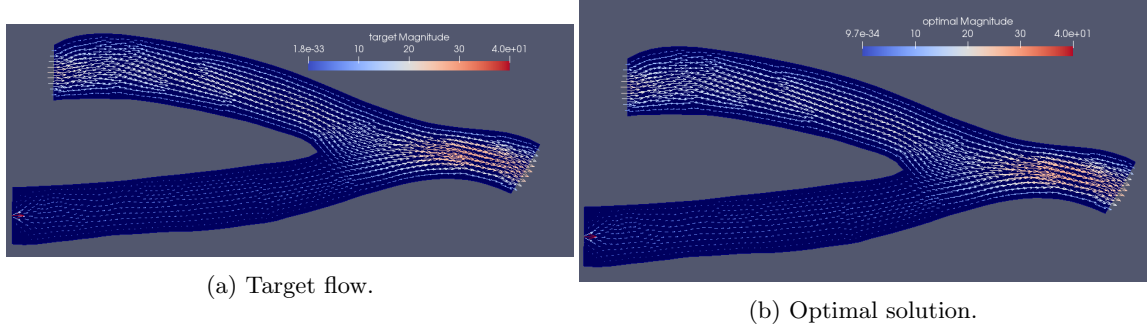 target Magnitude
1.8e-33 10 20 30 4.0e+01
(a) Target flow.
optimal Magnitude
9.7e-34 10 20 30 4.0e+01
(b) Optimal solution.